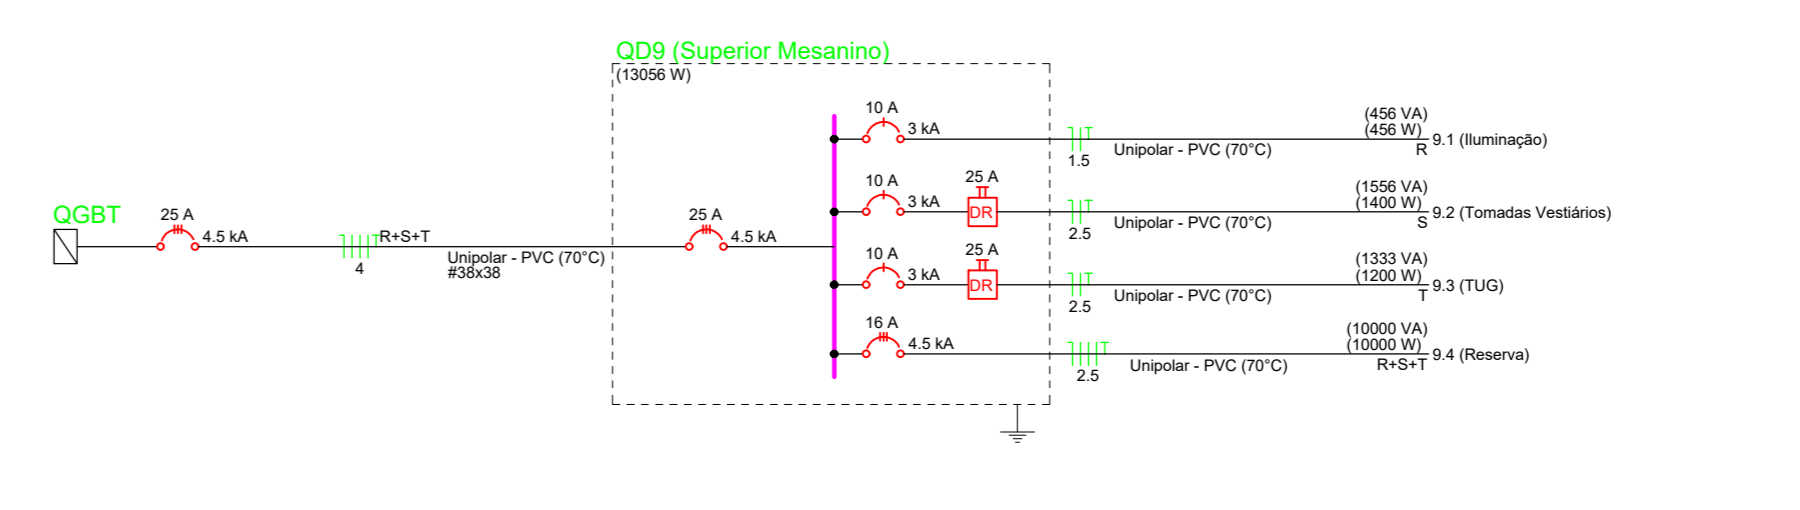 QD9 (Superior Mesanino)
(13056 W)
QGBT
25 A
4.5 kA
R+S+T
4
Unipolar - PVC (70°C)
#38x38
25 A
4.5 kA
10 A
3 kA
1.5
Unipolar - PVC (70°C)
(456 VA)
(456 W)
R
9.1 (Iluminação)
10 A
3 kA
25 A
DR
2.5
Unipolar - PVC (70°C)
(1556 VA)
(1400 W)
S
9.2 (Tomadas Vestiários)
10 A
3 kA
25 A
DR
2.5
Unipolar - PVC (70°C)
(1333 VA)
(1200 W)
T
9.3 (TUG)
16 A
4.5 kA
2.5
Unipolar - PVC (70°C)
(10000 VA)
(10000 W)
R+S+T
9.4 (Reserva)